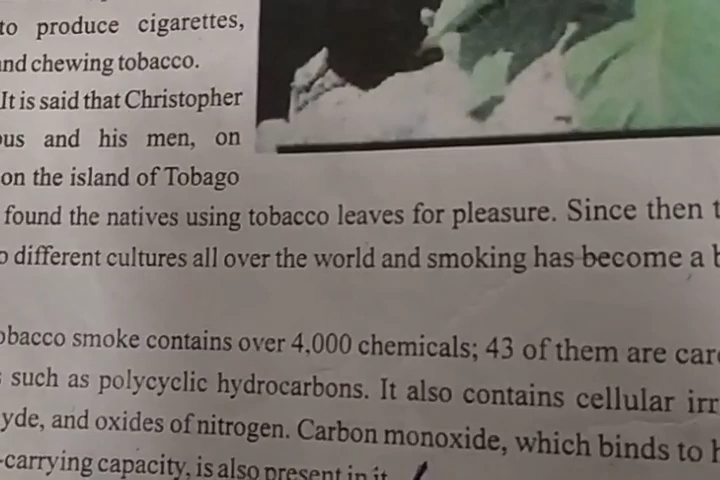 to produce cigarettes,
and chewing tobacco.
It is said that Christopher
us and his men, on
on the island of Tobago
found the natives using tobacco leaves for pleasure. Since then
different cultures all over the world and smoking has become a
obacco smoke contains over 4,000 chemicals; 43 of them are
such as polycyclic hydrocarbons. It also contains cellular irr
yde, and oxides of nitrogen. Carbon monoxide, which binds to
-carrying capacity, is also present in it.